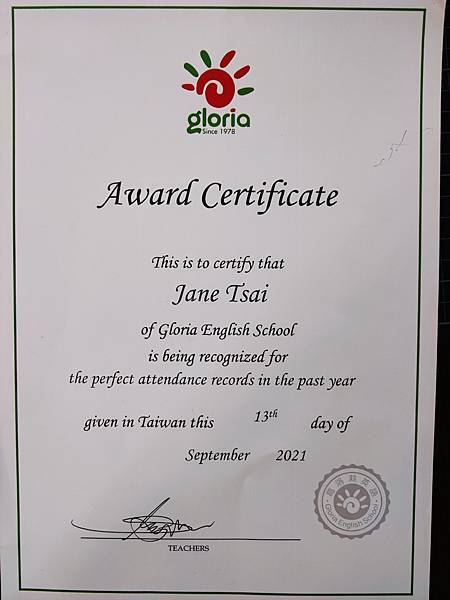 gloria
Since 1978
Award Certificate
This is to certify that
Jane Tsai
of Gloria English School
is being recognized for
the perfect attendance records in the past year
given in Taiwan this 13th day of
September 2021
Gloria English School
TEACHERS